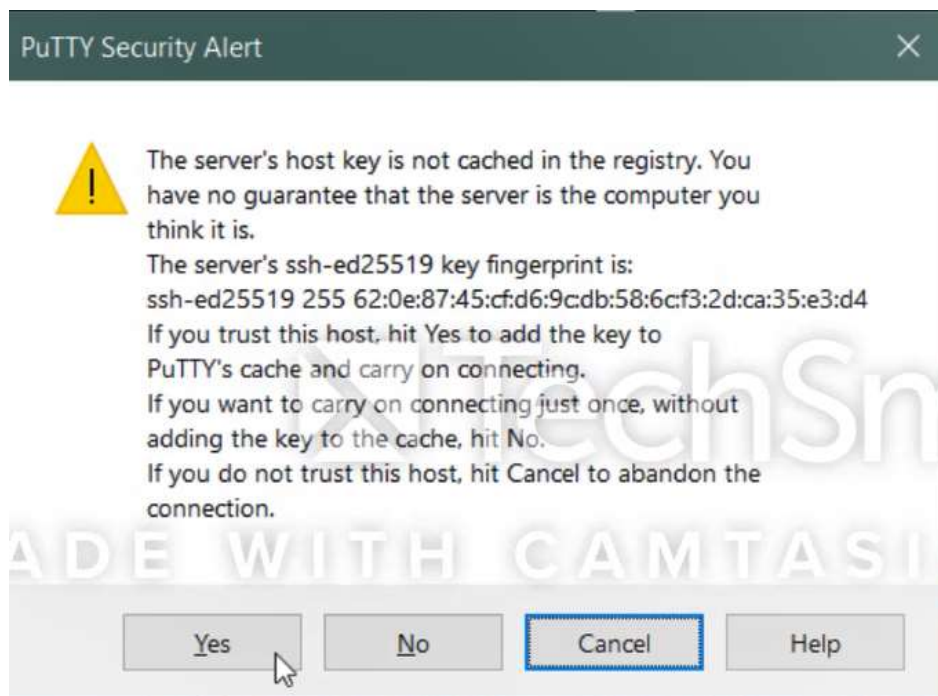 PuTTY Security Alert
The server's host key is not cached in the registry. You
have no guarantee that the server is the computer you
think it is.
The server's ssh-ed25519 key fingerprint is:
ssh-ed25519 255 62:0e:87:45:cf:d6:9c:db:58:6c:f3:2d:ca:35:e3:d4
If you trust this host, hit Yes to add the key to
PuTTY's cache and carry on connecting.
If you want to carry on connecting just once, without
adding the key to the cache, hit No.
If you do not trust this host, hit Cancel to abandon the
connection.
TechSm
ADE WITH CAMTASI
Yes No Cancel Help